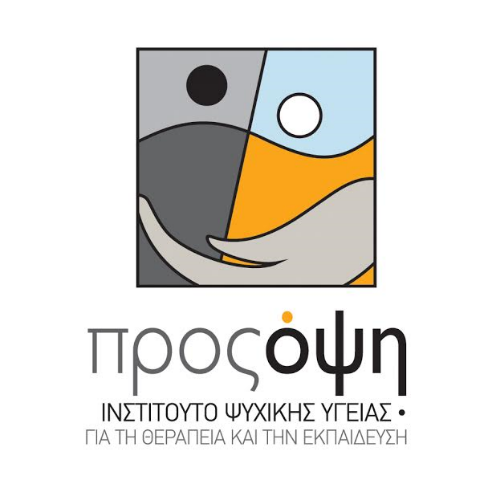 προςόψη
ΙΝΣΤΙΤΟΥΤΟ ΨΥΧΙΚΗΣ ΥΓΕΙΑΣ •
ΓΙΑ ΤΗ ΘΕΡΑΠΕΙΑ ΚΑΙ ΤΗΝ ΕΚΠΑΙΔΕΥΣΗ